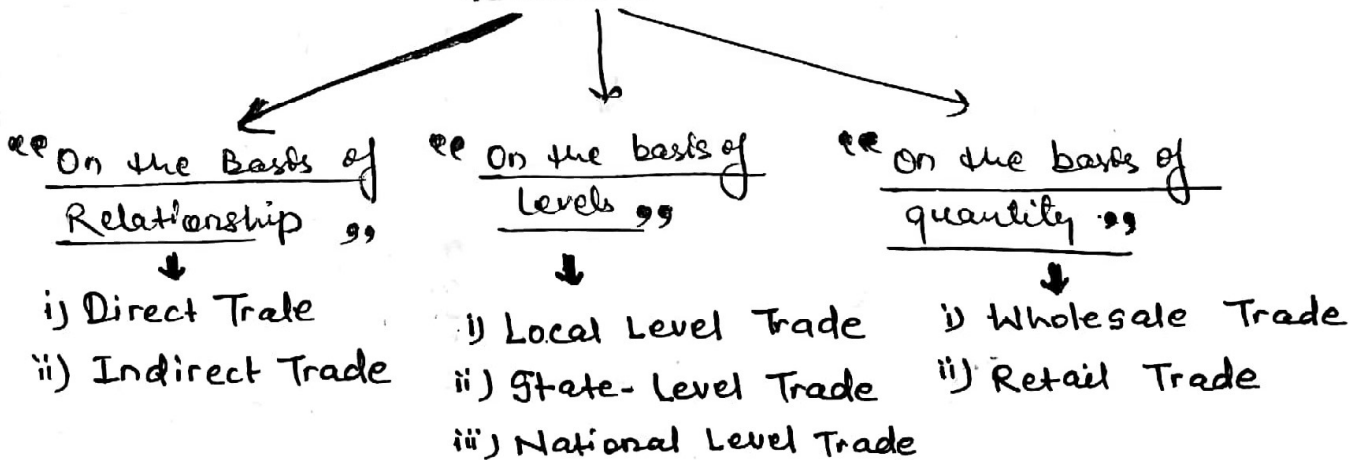 “ On the Basis of
Relationship ”
i) Direct Trale
ii) Indirect Trade
“ On the basis of
Levels ”
i) Local Level Trade
ii) State-Level Trade
iii) National Level Trade
“ On the basis of
quantity ”
i) Wholesale Trade
ii) Retail Trade